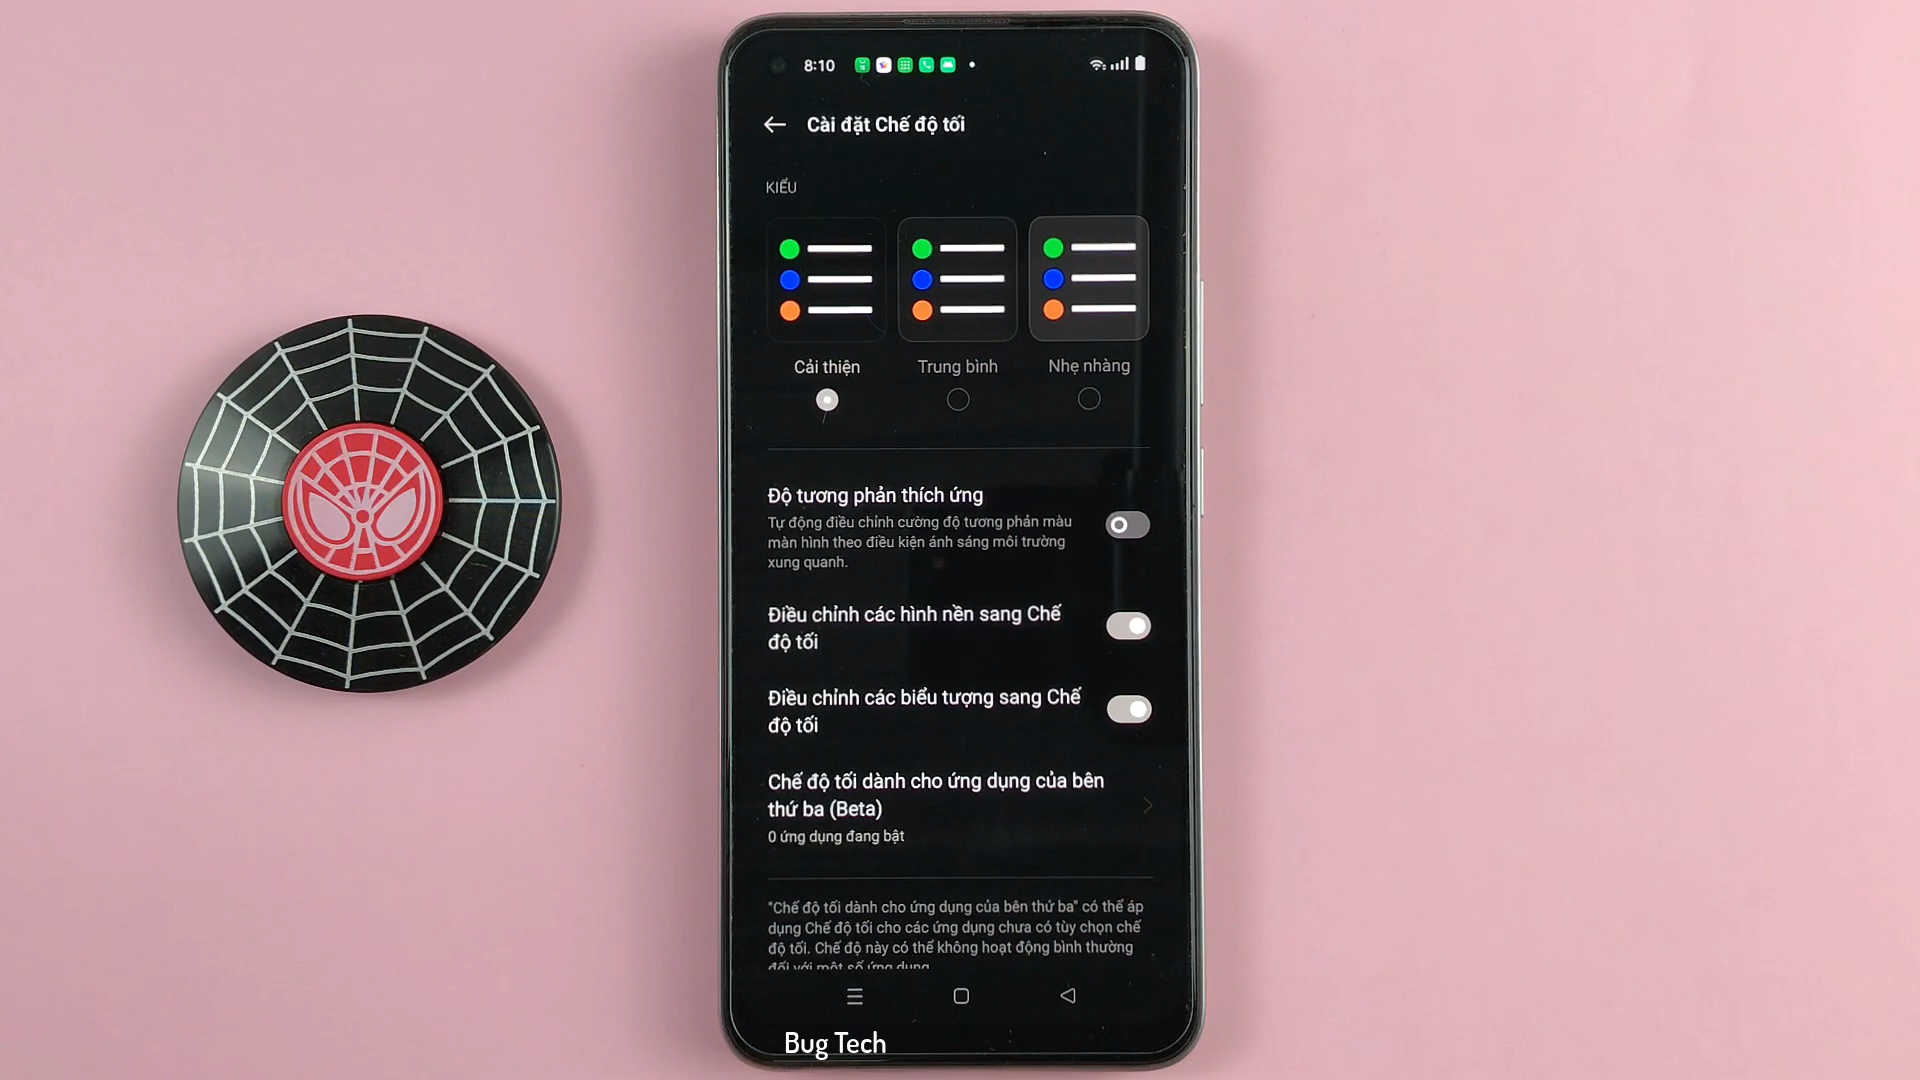 8:10
Cài đặt Chế độ tối
KIỂU
Cải thiện
Trung bình
Nhẹ nhàng
Độ tương phản thích ứng
Tự động điều chỉnh cường độ tương phản màu
màn hình theo điều kiện ánh sáng môi trường
xung quanh.
Điều chỉnh các hình nền sang Chế
độ tối
Điều chỉnh các biểu tượng sang Chế
độ tối
Chế độ tối dành cho ứng dụng của bên
thứ ba (Beta)
0 ứng dụng đang bật
"Chế độ tối dành cho ứng dụng của bên thứ ba" có thể áp
dụng Chế độ tối cho các ứng dụng chưa có tùy chọn chế
độ tối. Chế độ này có thể không hoạt động bình thường
đối với một số ứng dụng
Bug Tech